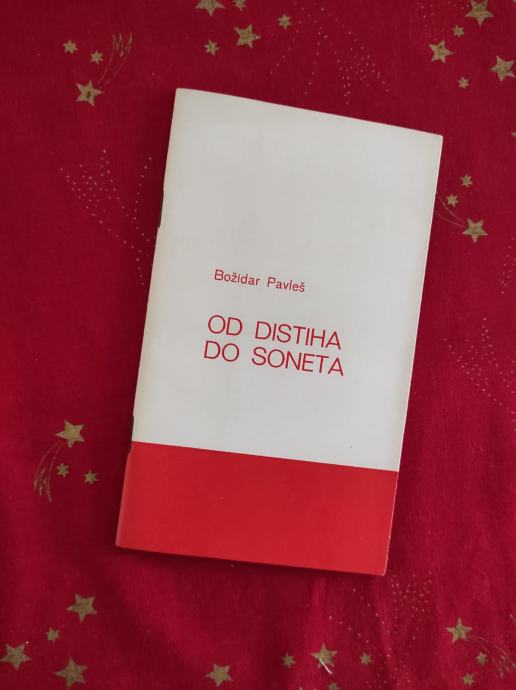 Božidar Pavleš
OD DISTIHA
DO SONETA